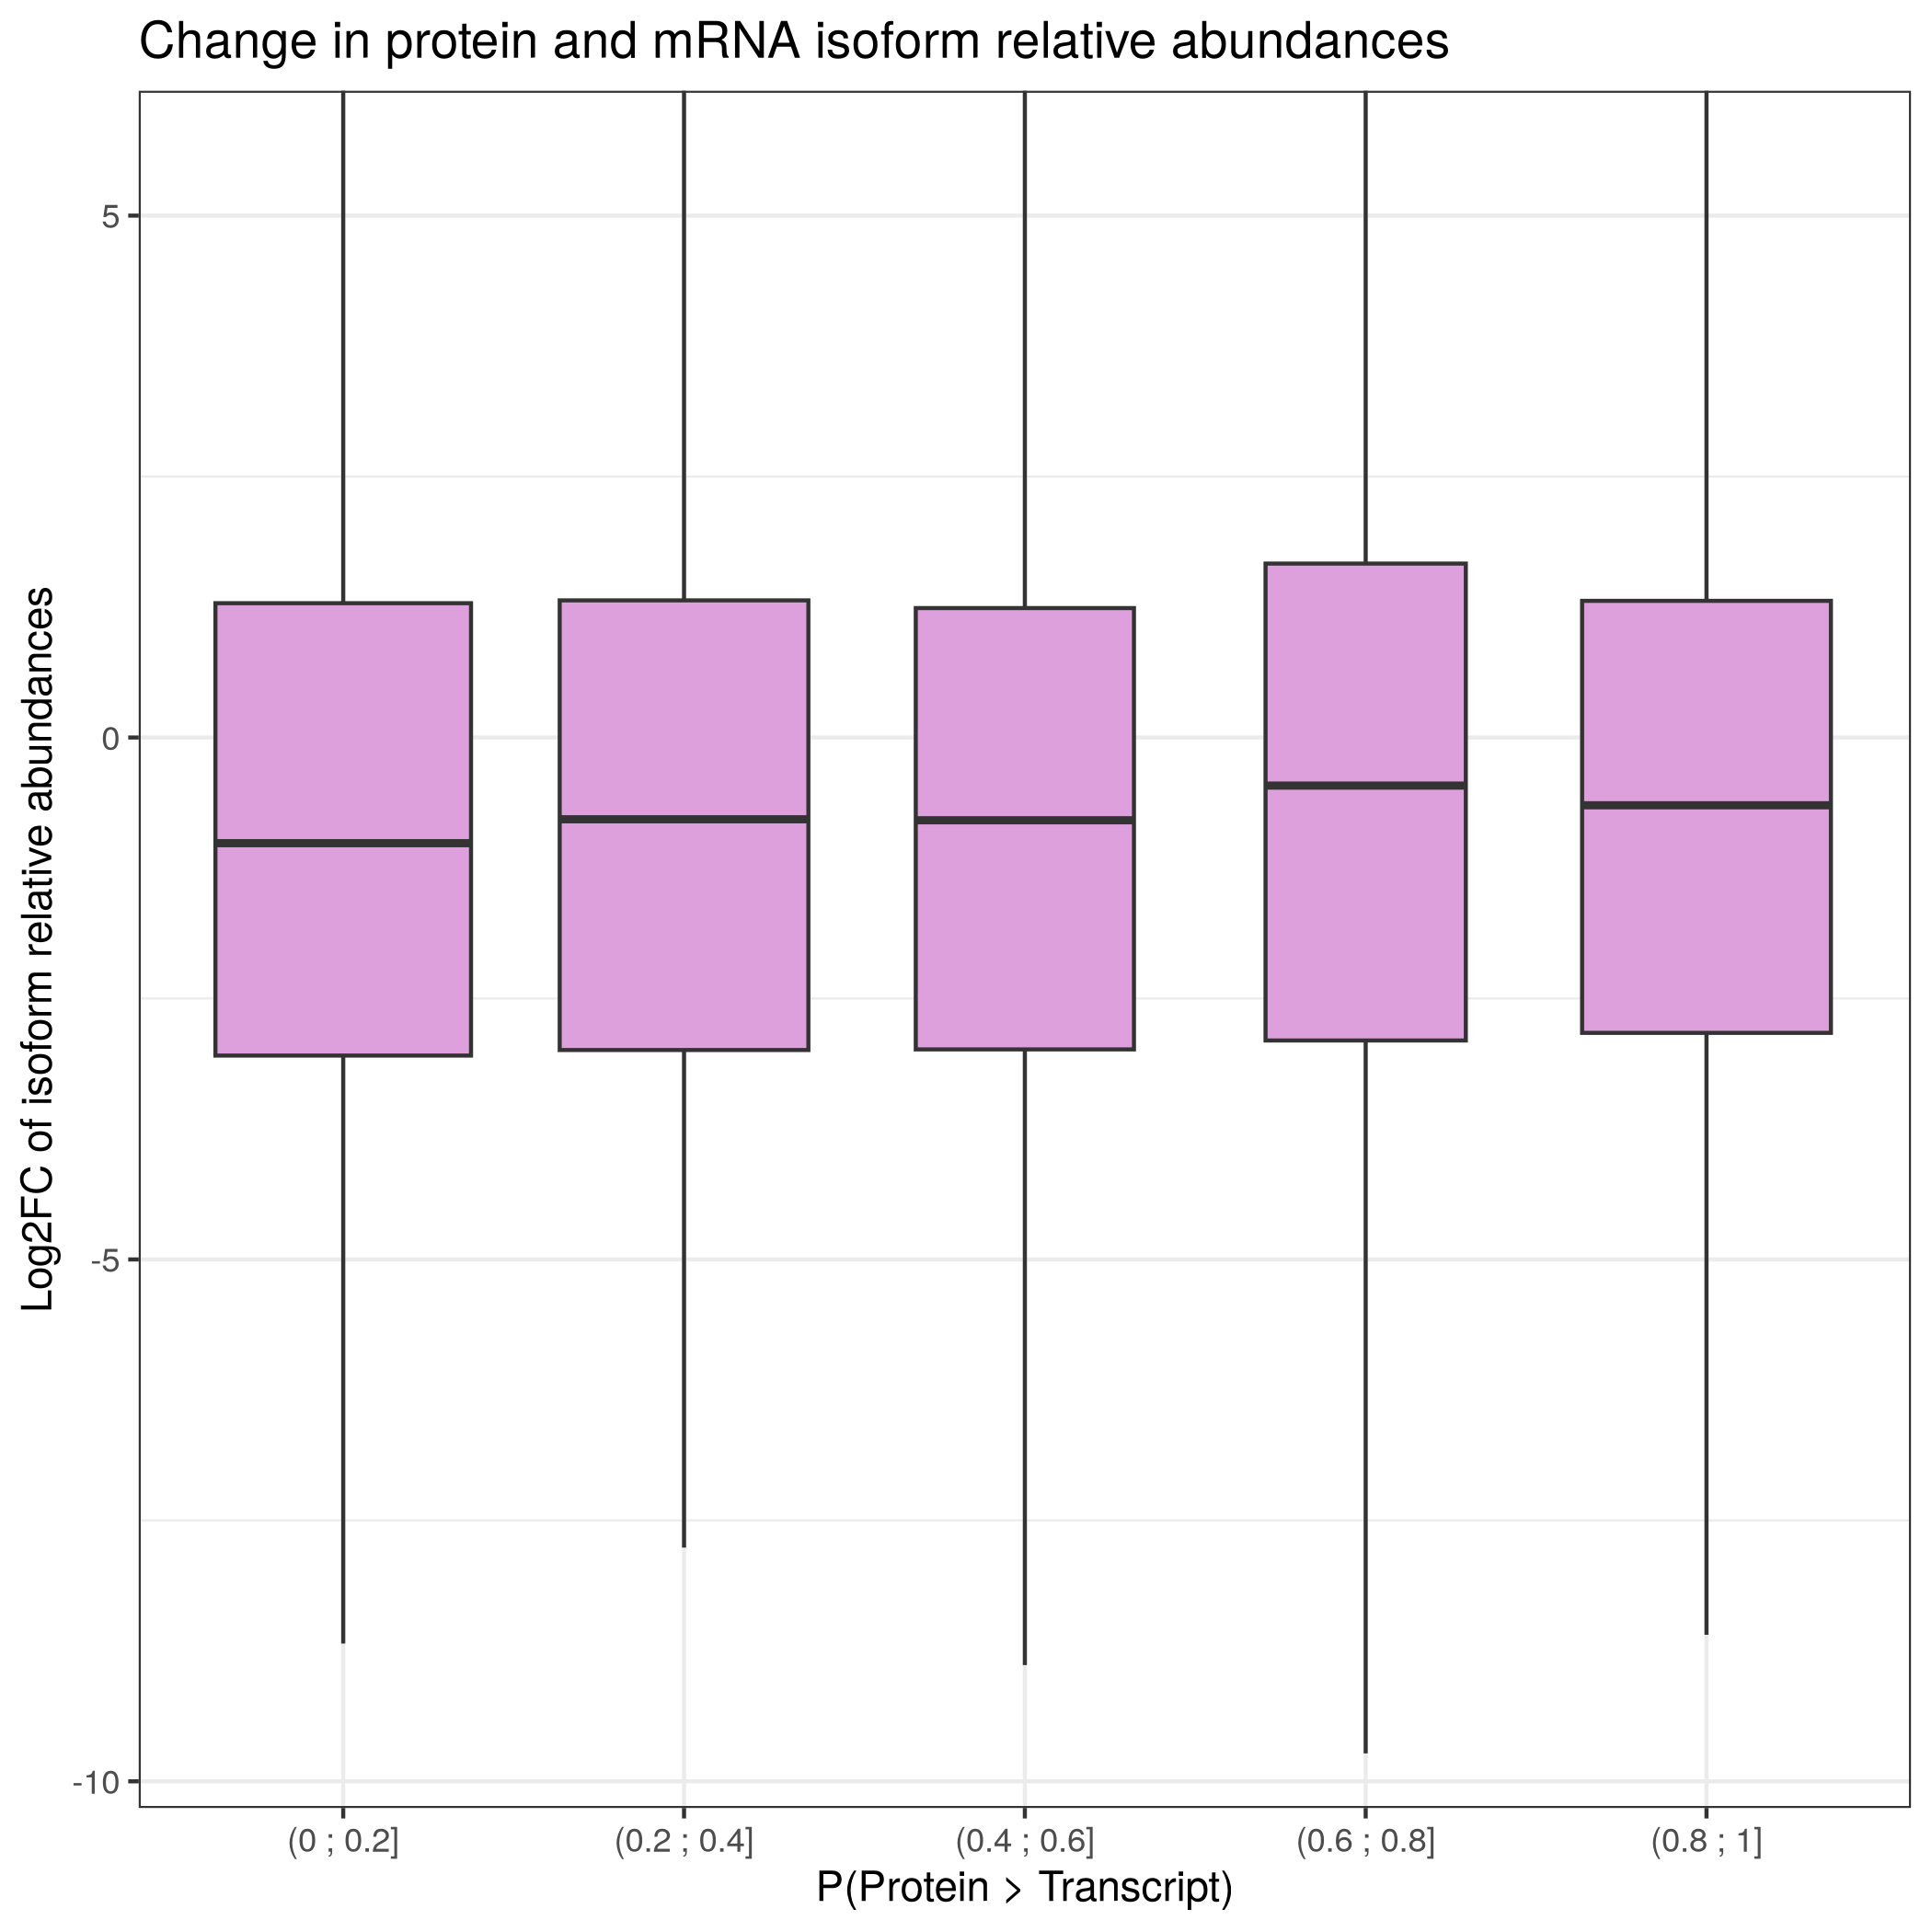 Change in protein and mRNA isoform relative abundances
Log2FC of isoform relative abundances
5
0
-5
-10
(0 ; 0.2]
(0.2 ; 0.4]
(0.4 ; 0.6]
(0.6 ; 0.8]
(0.8 ; 1]
P(Protein > Transcript)